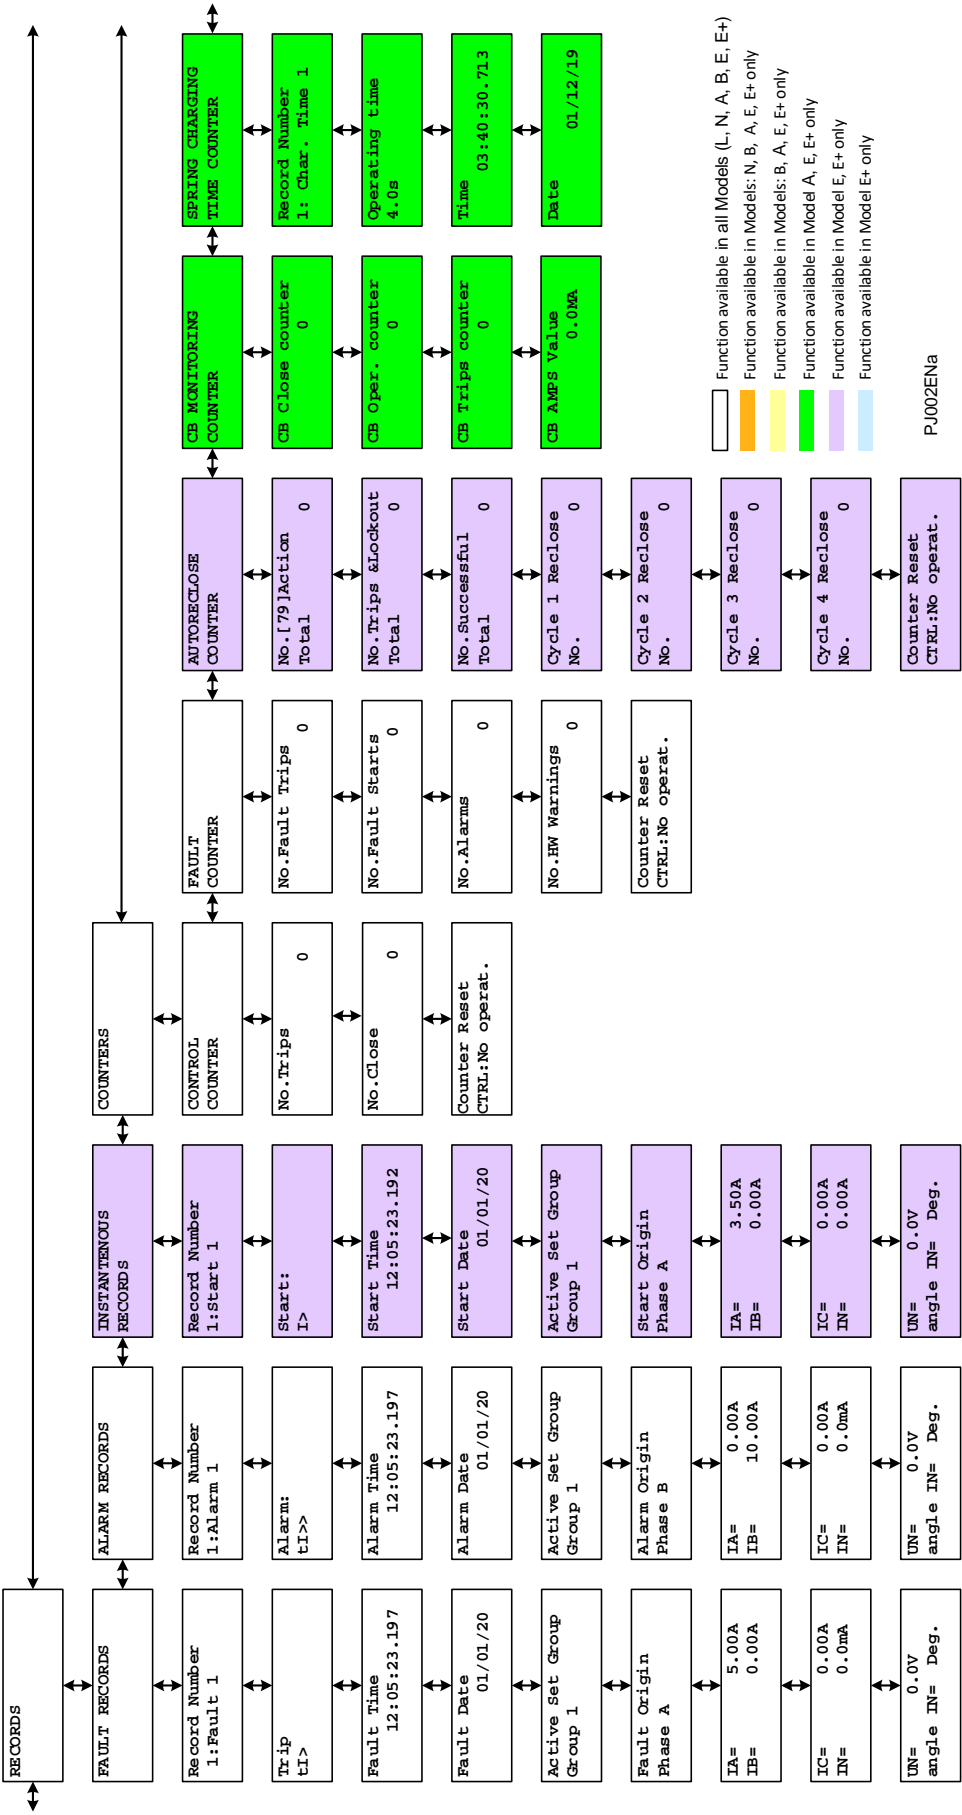 RECORDS
FAULT RECORDS
Record Number
1:Fault 1
Trip
tI>
Fault Time
12:05:23.197
Fault Date
01/01/20
Active Set Group
Group 1
Fault Origin
Phase A
IA= 5.00A
IB= 0.00A
IC= 0.00A
IN= 0.0mA
UN= 0.0V
angle IN= Deg.
ALARM RECORDS
Record Number
1:Alarm 1
Alarm:
tI>>
Alarm Time
12:05:23.197
Alarm Date
01/01/20
Active Set Group
Group 1
Alarm Origin
Phase B
IA= 0.00A
IB= 10.00A
IC= 0.00A
IN= 0.0mA
UN= 0.0V
angle IN= Deg.
INSTANTENOUS
RECORDS
Record Number
1:Start 1
Start:
I>
Start Time
12:05:23.192
Start Date
01/01/20
Active Set Group
Group 1
Start Origin
Phase A
IA= 3.50A
IB= 0.00A
IC= 0.00A
IN= 0.00A
UN= 0.0V
angle IN= Deg.
COUNTERS
CONTROL
COUNTER
No.Trips
0
No.Close
0
Counter Reset
CTRL:No operat.
FAULT
COUNTER
No.Fault Trips
0
No.Fault Starts
0
No.Alarms
0
No.HW Warnings
0
Counter Reset
CTRL:No operat.
AUTORECLOSE
COUNTER
No.[79]Action
Total 0
No.Trips &Lockout
Total 0
No.Successful
Total 0
Cycle 1 Reclose
No. 0
Cycle 2 Reclose
No. 0
Cycle 3 Reclose
No. 0
Cycle 4 Reclose
No. 0
Counter Reset
CTRL:No operat.
CB MONITORING
COUNTER
CB Close counter
0
CB Oper. counter
0
CB Trips counter
0
CB AMPS Value
0.0MA
SPRING CHARGING
TIME COUNTER
Record Number
1: Char. Time 1
Operating time
4.0s
Time
03:40:30.713
Date
01/12/19
Function available in all Models (L, N, A, B, E, E+)
Function available in Models: N, B, A, E, E+ only
Function available in Models: B, A, E, E+ only
Function available in Model A, E, E+ only
Function available in Model E, E+ only
Function available in Model E+ only
PJ002ENa